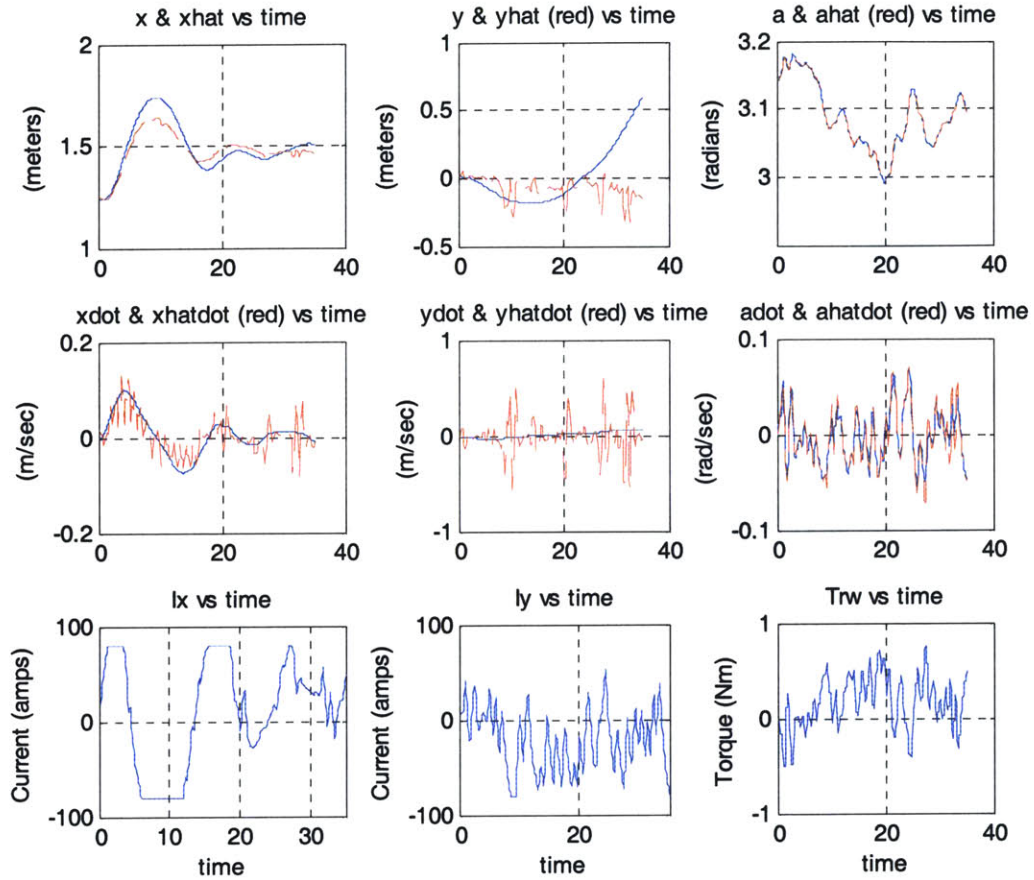 x & xhat vs time
y & yhat (red) vs time
a & ahat (red) vs time
2
1.5
1
(meters)
0
20
40
1
0.5
0
-0.5
(meters)
0
20
40
3.2
3.1
3
(radians)
0
20
40
xdot & xhatdot (red) vs time
ydot & yhatdot (red) vs time
adot & ahatdot (red) vs time
0.2
0
-0.2
(m/sec)
0
20
40
1
0
-1
(m/sec)
0
20
40
0.1
0
-0.1
(rad/sec)
0
20
40
Ix vs time
Iy vs time
Trw vs time
100
0
-100
Current (amps)
0
10
20
30
time
100
0
-100
Current (amps)
0
20
time
1
0
-1
Torque (Nm)
0
20
40
time